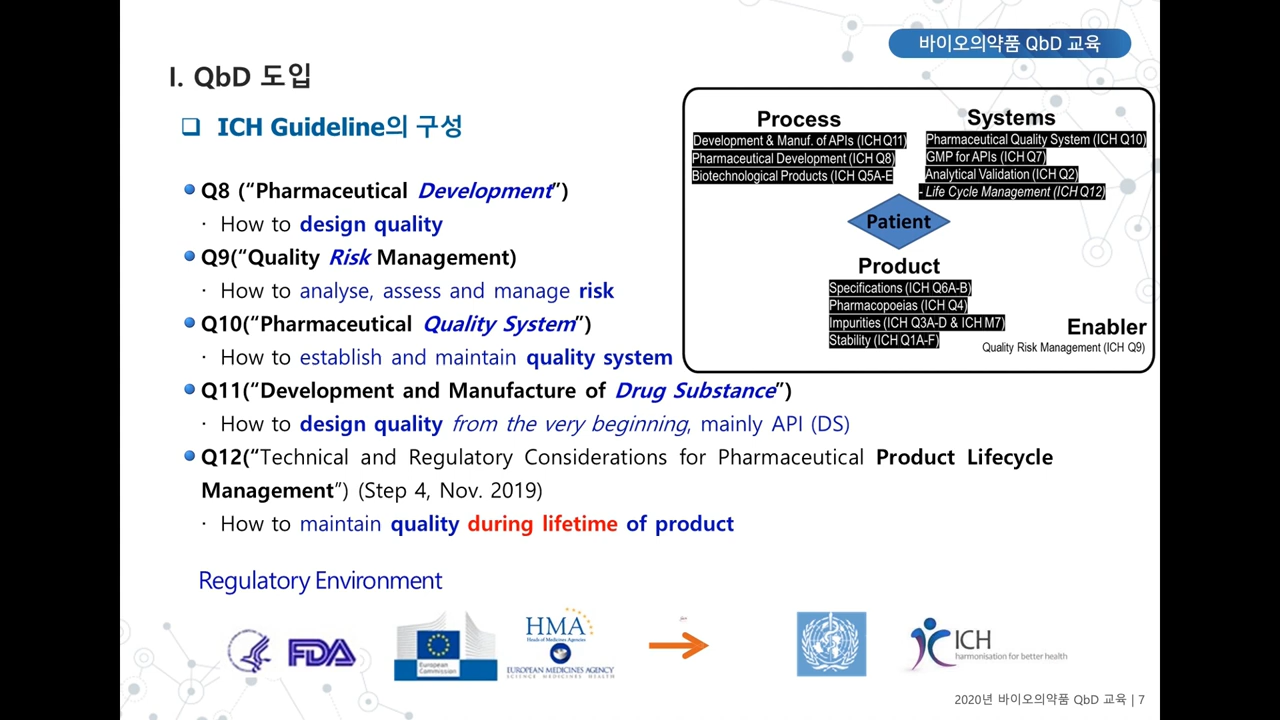 바이오의약품 QbD 교육
I. QbD 도입
❑ ICH Guideline의 구성
Q8 (“Pharmaceutical Development”)
· How to design quality
Q9(“Quality Risk Management)
· How to analyse, assess and manage risk
Q10(“Pharmaceutical Quality System”)
· How to establish and maintain quality system
Q11(“Development and Manufacture of Drug Substance”)
· How to design quality from the very beginning, mainly API (DS)
Q12(“Technical and Regulatory Considerations for Pharmaceutical Product Lifecycle
Management”) (Step 4, Nov. 2019)
· How to maintain quality during lifetime of product
Process
Development & Manuf. of APIs (ICH Q11)
Pharmaceutical Development (ICH Q8)
Biotechnological Products (ICH Q5A-E
Systems
Pharmaceutical Quality System (ICH Q10)
GMP for APIs (ICH Q7)
Analytical Validation (ICH Q2)
- Life Cycle Management (ICH Q12)
Patient
Product
Specifications (ICH Q6A-B)
Pharmacopoeias (ICH Q4)
Impurities (ICH Q3A-D & ICH M7)
Stability (ICH Q1A-F)
Enabler
Quality Risk Management (ICH Q9)
Regulatory Environment
FDA
European
Commission
HMA
Heads of Medicines Agencies
EUROPEAN MEDICINES AGENCY
SCIENCE MEDICINES HEALTH
ICH
harmonisation for better health
2020년 바이오의약품 QbD 교육 | 7